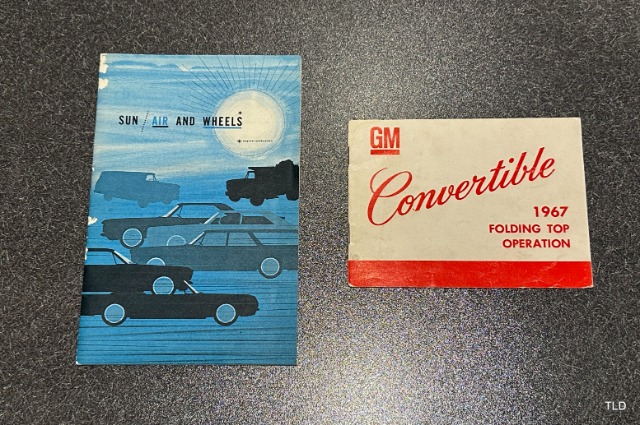 SUN / AIR AND WHEELS
GM
Convertible
1967
FOLDING TOP
OPERATION
TLD